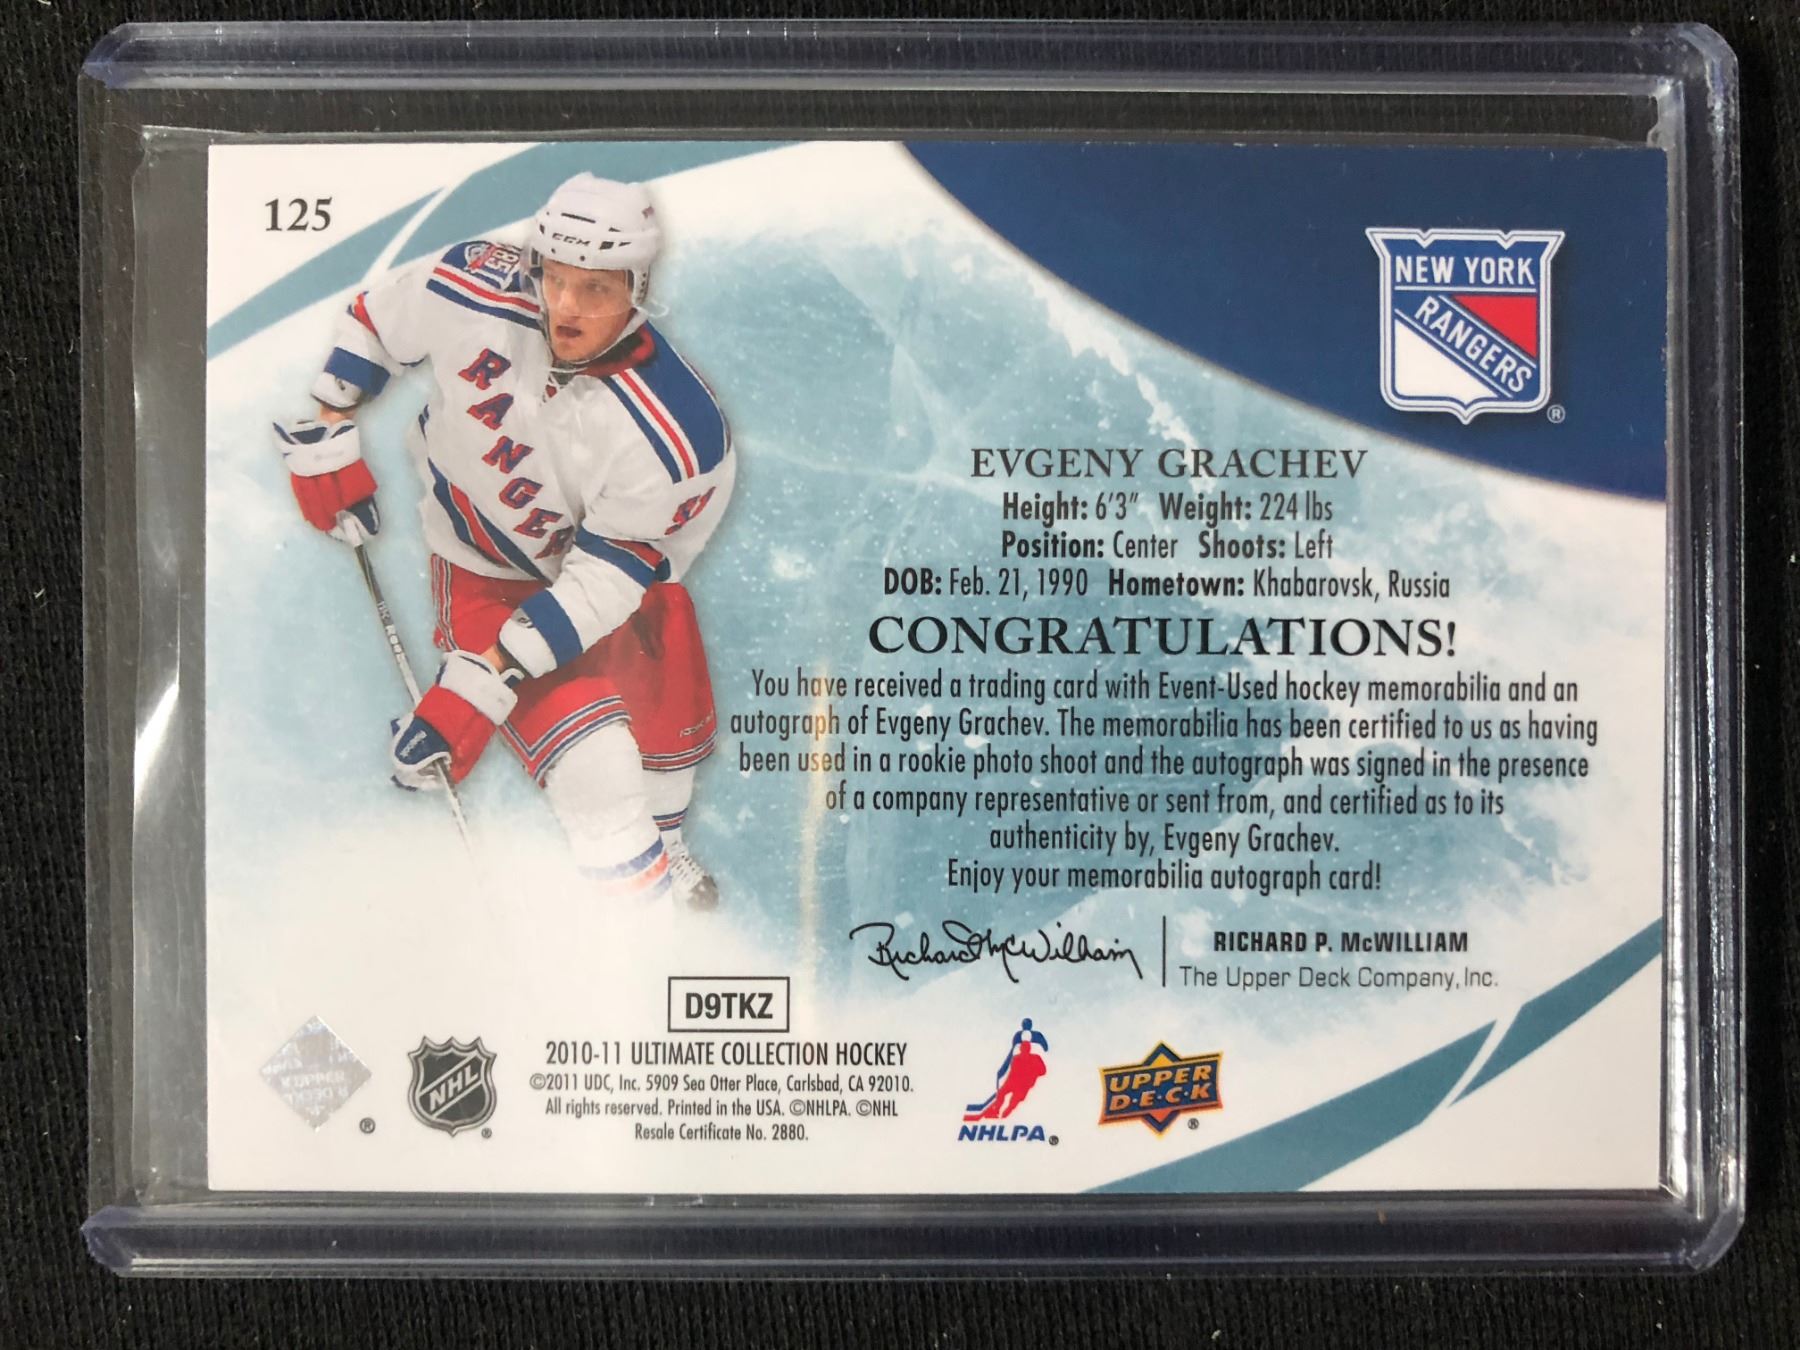 125
CCM
85
RANGERS
NEW YORK
RANGERS
®
EVGENY GRACHEV
Height: 6'3" Weight: 224 lbs
Position: Center Shoots: Left
DOB: Feb. 21, 1990 Hometown: Khabarovsk, Russia
CONGRATULATIONS!
You have received a trading card with Event-Used hockey memorabilia and an
autograph of Evgeny Grachev. The memorabilia has been certified to us as having
been used in a rookie photo shoot and the autograph was signed in the presence
of a company representative or sent from, and certified as to its
authenticity by, Evgeny Grachev.
Enjoy your memorabilia autograph card!
Richard McWilliam
RICHARD P. McWILLIAM
The Upper Deck Company, Inc.
D9TKZ
2010-11 ULTIMATE COLLECTION HOCKEY
©2011 UDC, Inc. 5909 Sea Otter Place, Carlsbad, CA 92010.
All rights reserved. Printed in the USA. ©NHLPA. ©NHL
Resale Certificate No. 2880.
®
NHL
®
NHLPA®
UPPER
D·E·C·K
®